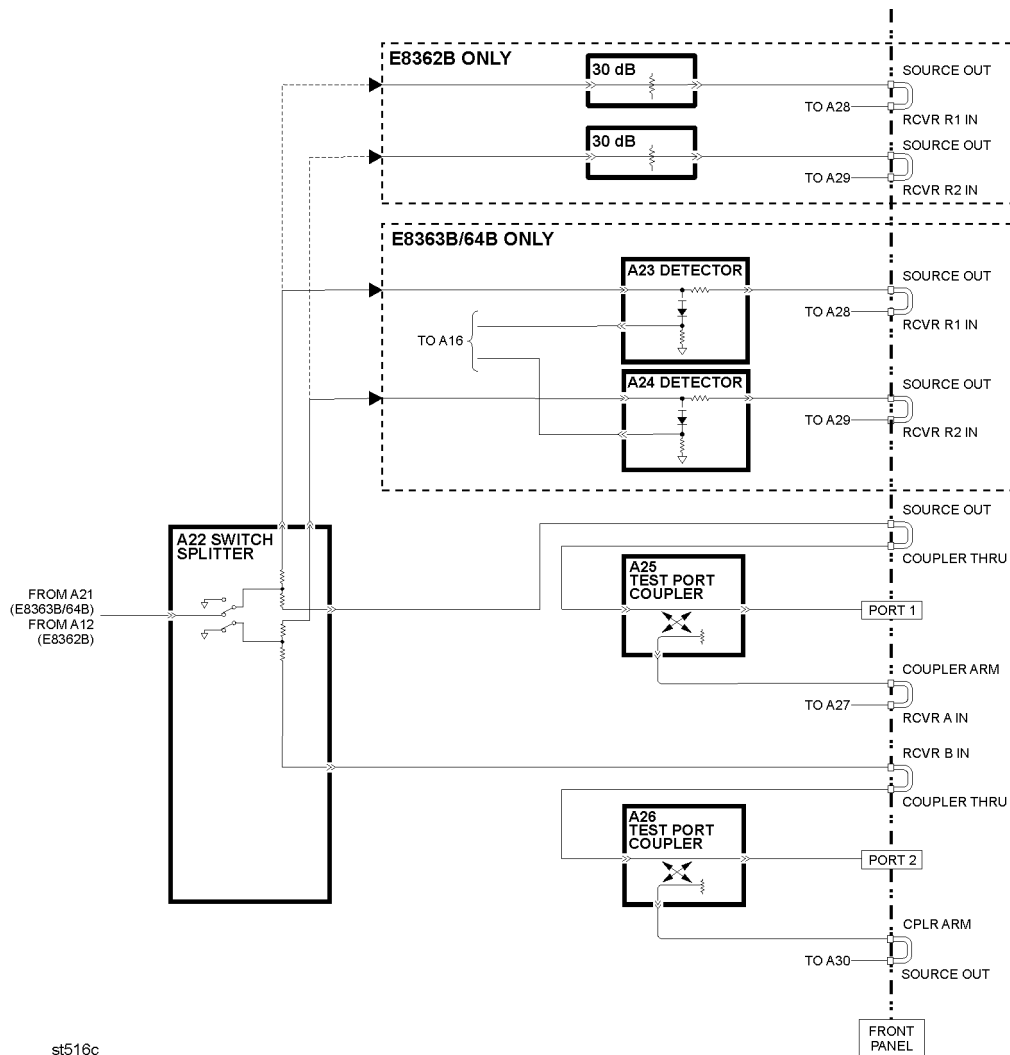 E8362B ONLY
30 dB
SOURCE OUT
TO A28
RCVR R1 IN
30 dB
SOURCE OUT
TO A29
RCVR R2 IN
E8363B/64B ONLY
A23 DETECTOR
SOURCE OUT
TO A28
RCVR R1 IN
TO A16
A24 DETECTOR
SOURCE OUT
TO A29
RCVR R2 IN
SOURCE OUT
A22 SWITCH
SPLITTER
COUPLER THRU
A25
TEST PORT
COUPLER
FROM A21
(E8363B/64B)
FROM A12
(E8362B)
PORT 1
COUPLER ARM
TO A27
RCVR A IN
RCVR B IN
COUPLER THRU
A26
TEST PORT
COUPLER
PORT 2
CPLR ARM
TO A30
SOURCE OUT
FRONT
PANEL
st516c